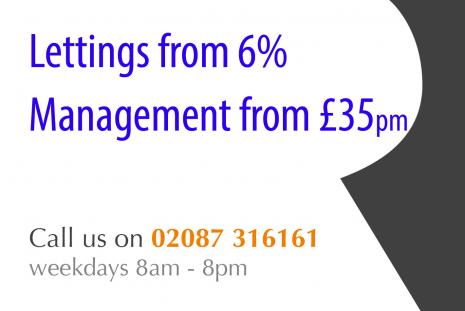 Lettings from 6%
Management from £35pm
Call us on 02087 316161
weekdays 8am - 8pm